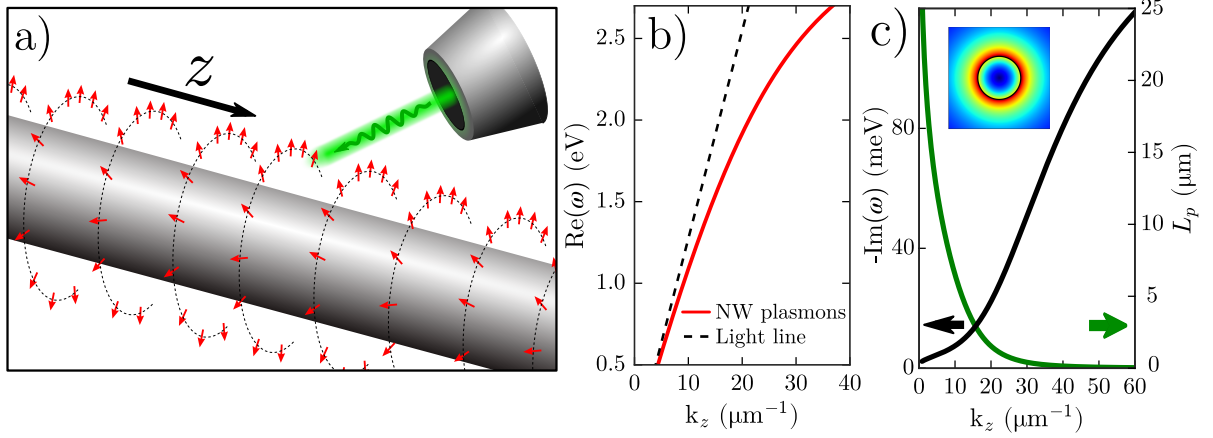 a)
z
b)
Re(ω) (eV)
2.5
2.0
1.5
1.0
0.5
NW plasmons
Light line
0 10 20 30 40
k_z (μm⁻¹)
c)
-Im(ω) (meV)
80
40
0
25
20
15
10
5
0
L_p (μm)
0 10 20 30 40 50 60
k_z (μm⁻¹)